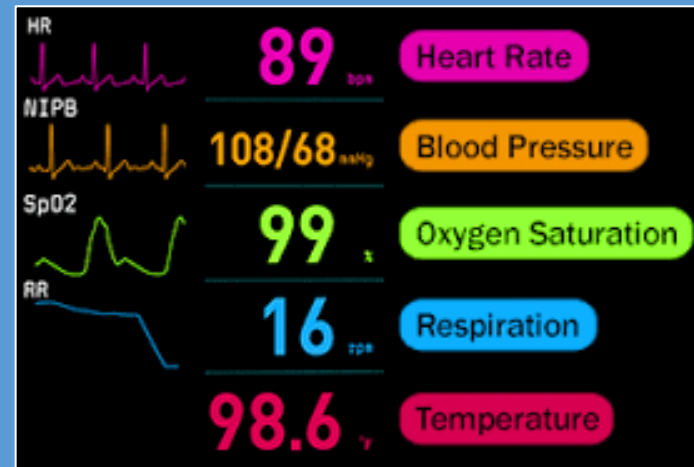 HR
89 bpm Heart Rate
NIPB
108/68 mmHg Blood Pressure
SpO2
99 % Oxygen Saturation
RR
16 Respiration
98.6 °F Temperature